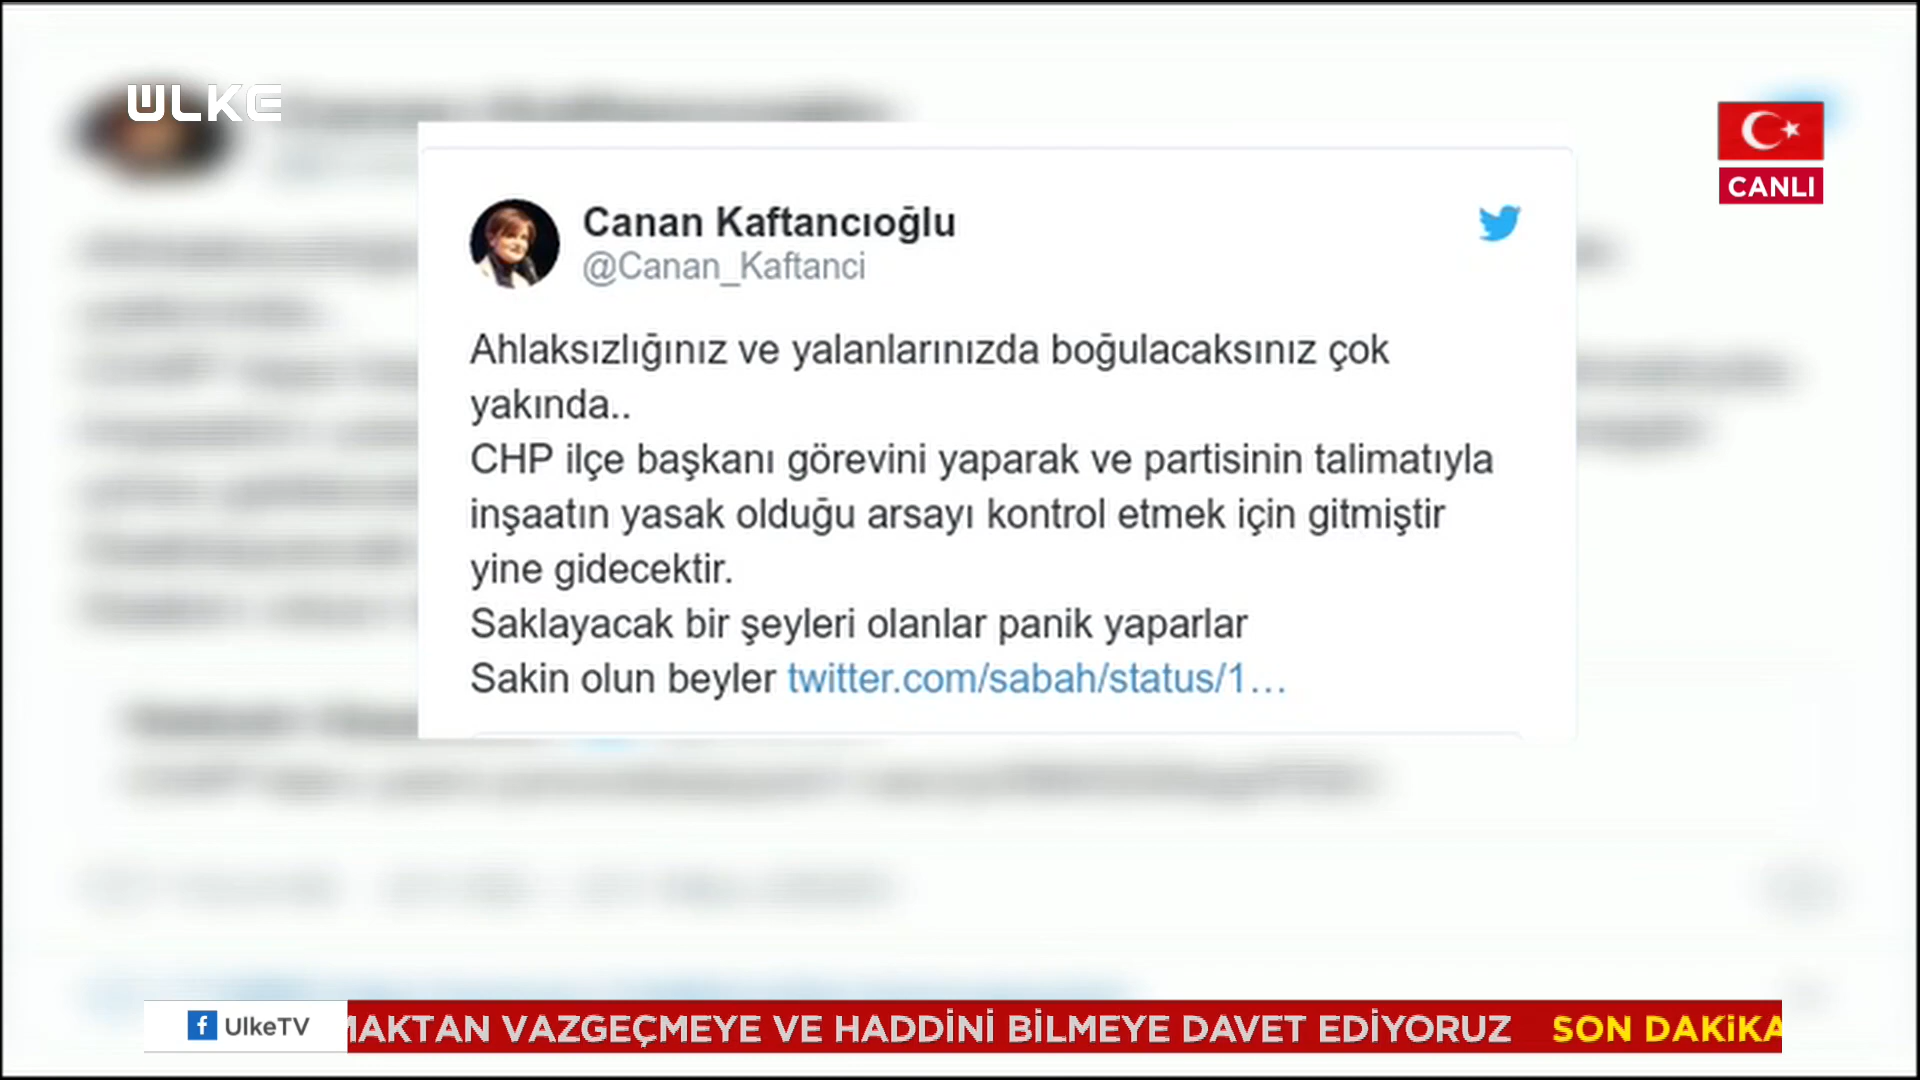 ULKE
CANLI
Canan Kaftancıoğlu
@Canan_Kaftanci
Ahlaksızlığınız ve yalanlarınızda boğulacaksınız çok
yakında..
CHP ilçe başkanı görevini yaparak ve partisinin talimatıyla
inşaatın yasak olduğu arsayı kontrol etmek için gitmiştir
yine gidecektir.
Saklayacak bir şeyleri olanlar panik yaparlar
Sakin olun beyler twitter.com/sabah/status/1…
UlkeTV
MAKTAN VAZGEÇMEYE VE HADDİNİ BİLMEYE DAVET EDİYORUZ SON DAKİKA